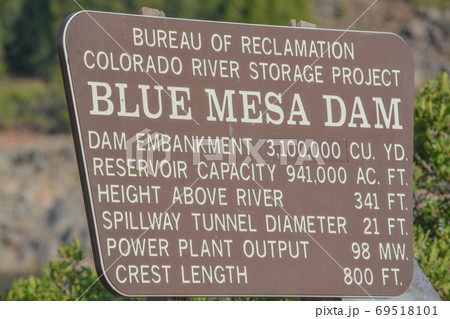 BUREAU OF RECLAMATION
COLORADO RIVER STORAGE PROJECT
BLUE MESA DAM
DAM EMBANKMENT 3,100,000 CU. YD.
RESERVOIR CAPACITY 941,000 AC. FT.
HEIGHT ABOVE RIVER 341 FT.
SPILLWAY TUNNEL DIAMETER 21 FT.
POWER PLANT OUTPUT 98 MW.
CREST LENGTH 800 FT.
pixta.jp - 69518101